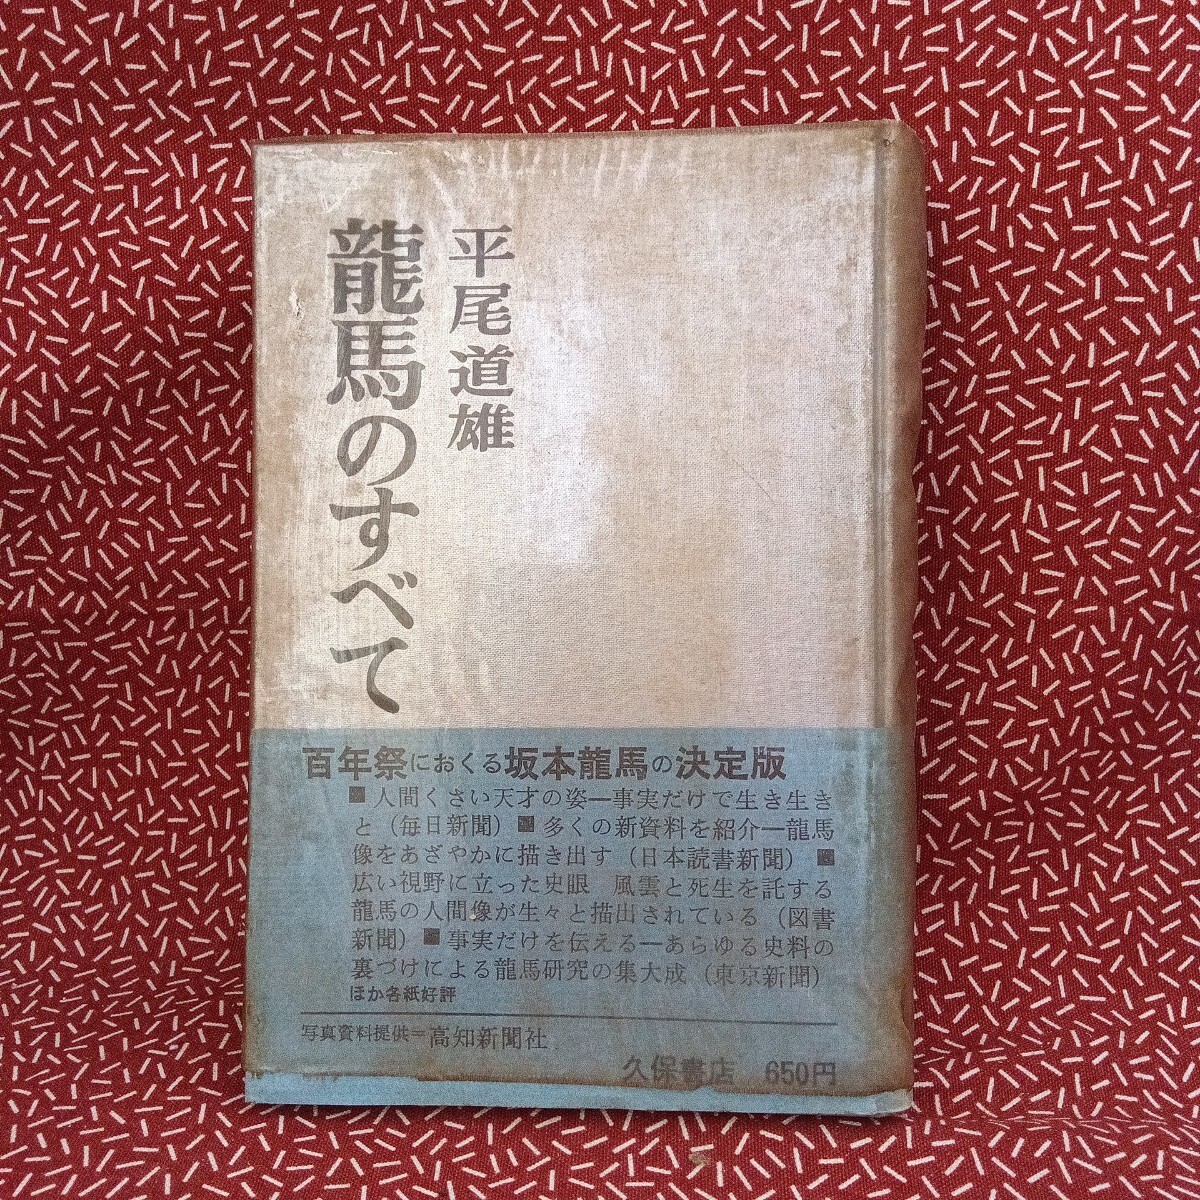 平尾道雄
龍馬のすべて
百年祭におくる坂本龍馬の決定版
■人間くさい天才の姿―事実だけで生き生き
と（毎日新聞）■多くの新資料を紹介―龍馬
像をあざやかに描き出す（日本読書新聞）■
広い視野に立った史眼　風雲と死生を託する
龍馬の人間像が生々と描出されている（図書
新聞）■事実だけを伝える―あらゆる史料の
裏づけによる龍馬研究の集大成（東京新聞）
ほか各紙好評
写真資料提供＝高知新聞社
久保書店　650円